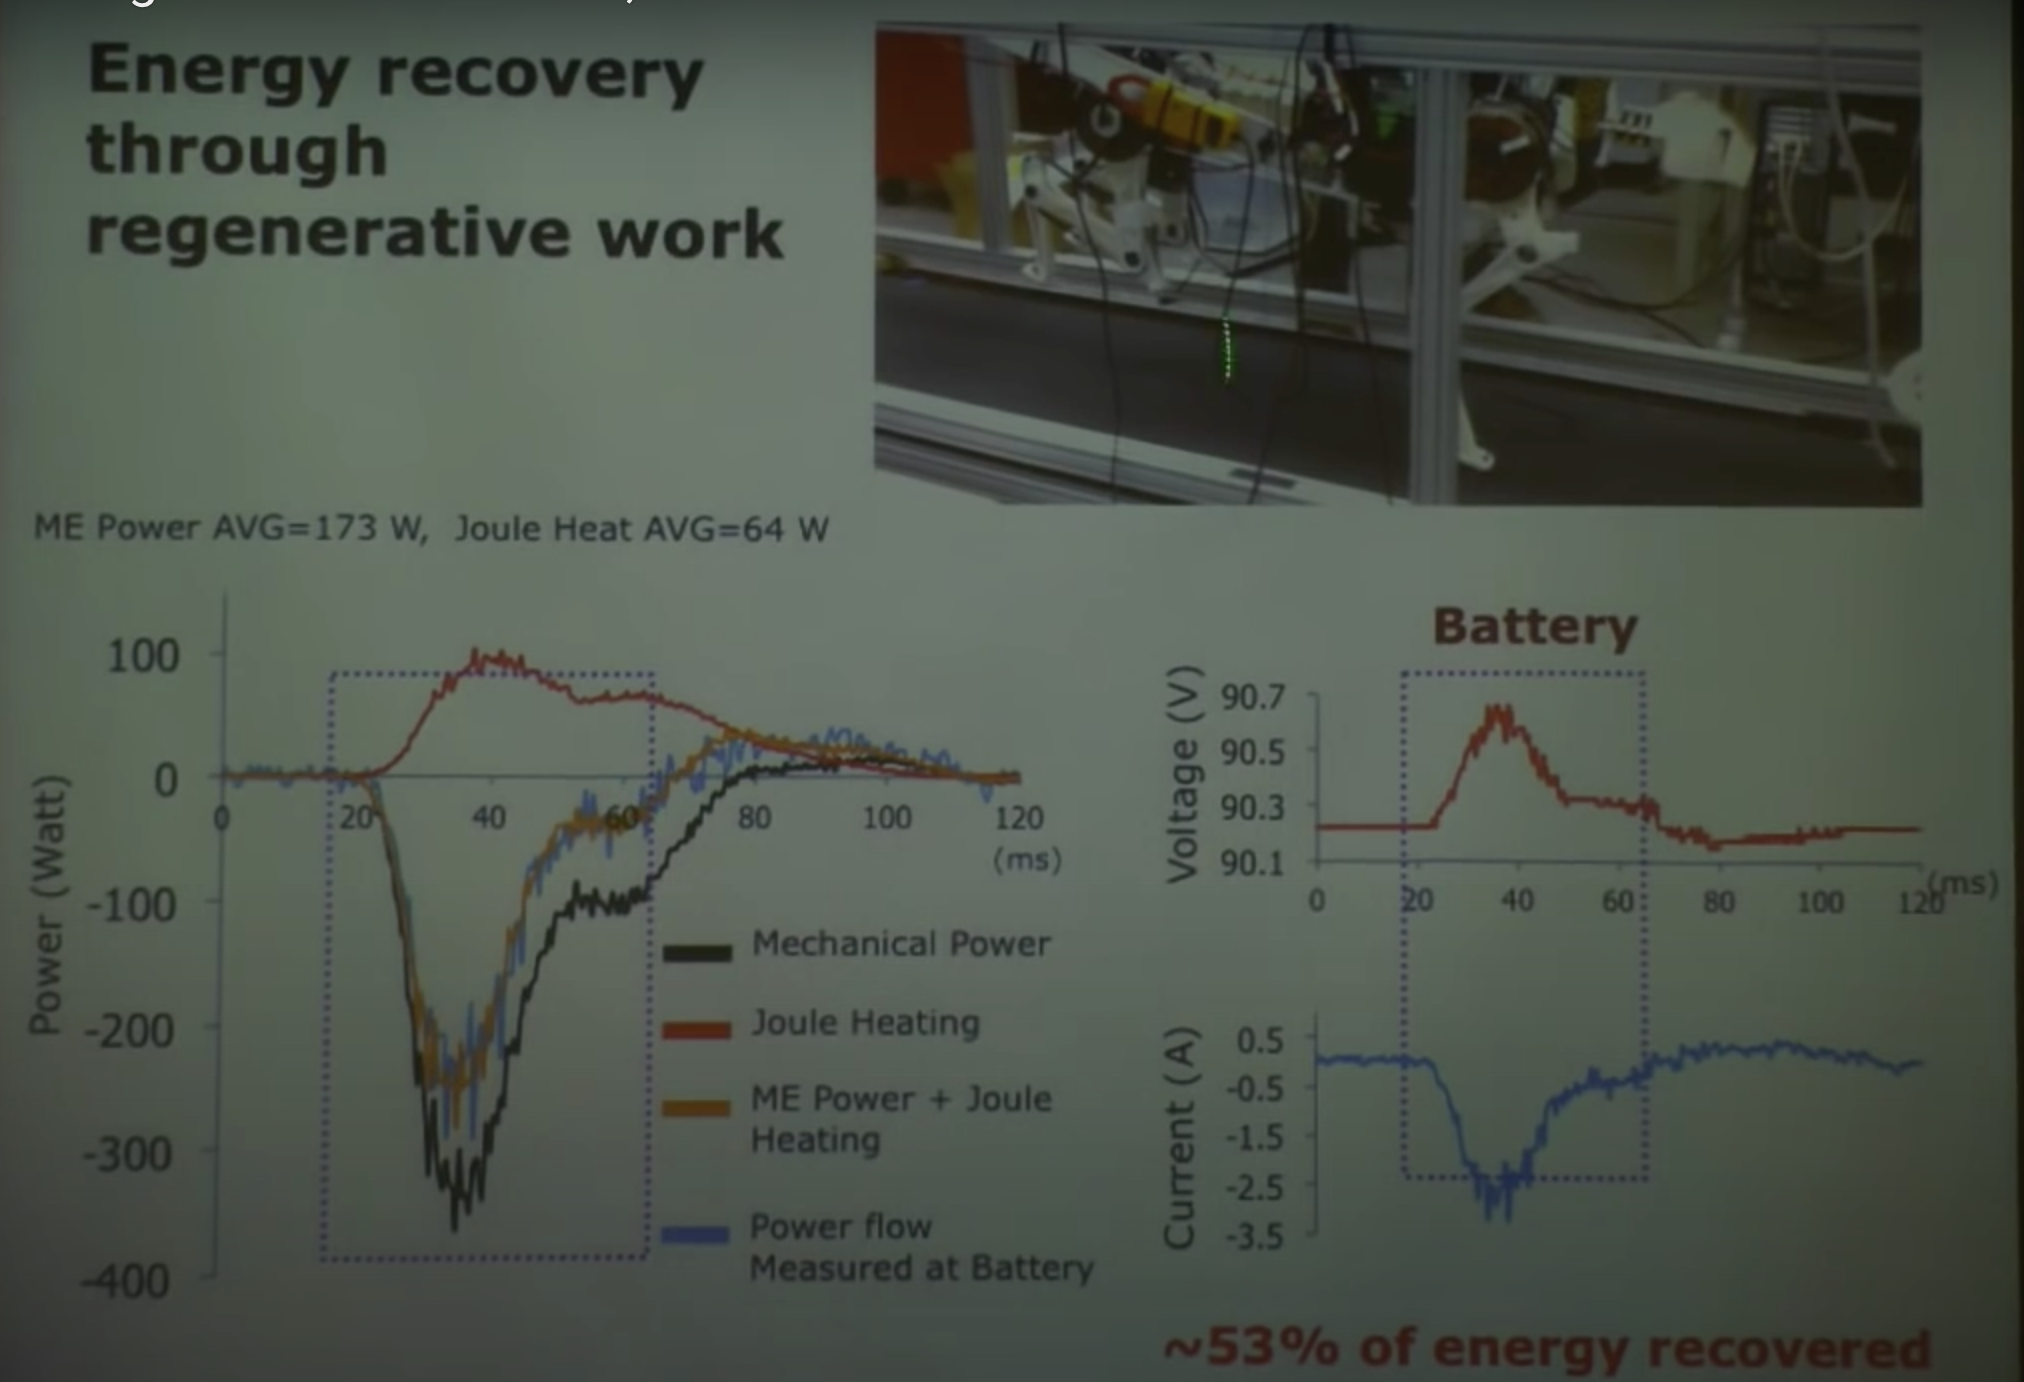 Energy recovery
through
regenerative work
ME Power AVG=173 W, Joule Heat AVG=64 W
Power (Watt)
100
0
-100
-200
-300
-400
0 20 40 60 80 100 120
(ms)
Mechanical Power
Joule Heating
ME Power + Joule
Heating
Power flow
Measured at Battery
Battery
Voltage (V)
90.7
90.5
90.3
90.1
0 20 40 60 80 100 120
(ms)
Current (A)
0.5
-0.5
-1.5
-2.5
-3.5
~53% of energy recovered